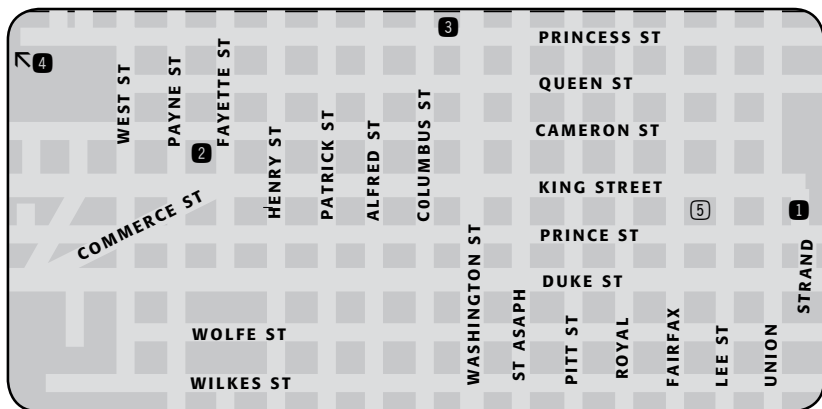 3
PRINCESS ST
4
QUEEN ST
WEST ST
PAYNE ST
FAYETTE ST
CAMERON ST
2
HENRY ST
PATRICK ST
ALFRED ST
COLUMBUS ST
KING STREET
5
1
COMMERCE ST
PRINCE ST
DUKE ST
STRAND
WASHINGTON ST
ST ASAPH
PITT ST
ROYAL
FAIRFAX
LEE ST
UNION
WOLFE ST
WILKES ST